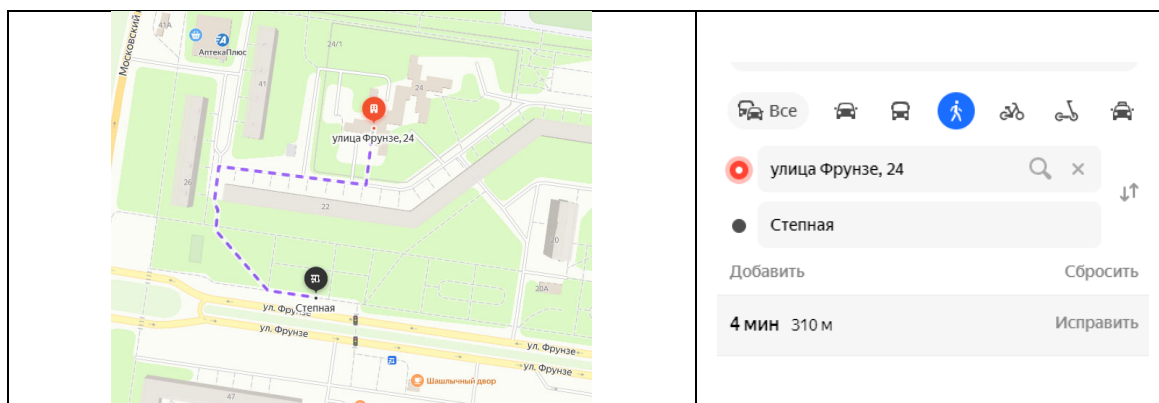 Московский
41А
АптекаПлюс
41
24/1
24
улица Фрунзе, 24
26
22
20
20А
Степная
ул. Фрунзе
ул. Фрунзе
ул. Фрунзе
ул. Фрунзе
Шашлычный двор
47
Все
улица Фрунзе, 24
Степная
Добавить
Сбросить
4 мин 310 м
Исправить